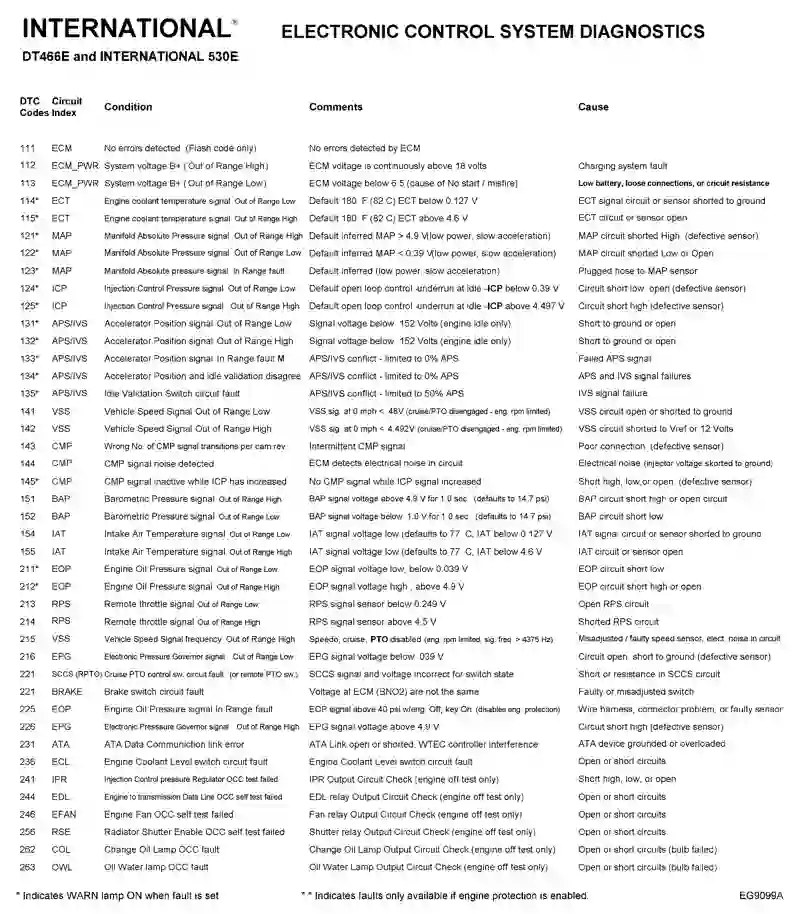 INTERNATIONAL® ELECTRONIC CONTROL SYSTEM DIAGNOSTICS
DT466E and INTERNATIONAL 530E
DTC Circuit
Codes Index Condition Comments Cause
111 ECM No errors detected (Flash code only) No errors detected by ECM
112 ECM_PWR System voltage B+ (Out of Range High) ECM voltage is continuously above 18 volts Charging system fault
113 ECM_PWR System voltage B+ (Out of Range Low) ECM voltage below 6 5 (cause of No start / misfire) Low battery, loose connections, or circuit resistance
114* ECT Engine coolant temperature signal Out of Range Low Default 180 F (82 C) ECT below 0.127 V ECT signal circuit or sensor shorted to ground
115* ECT Engine coolant temperature signal Out of Range High Default 180 F (82 C) ECT above 4.6 V ECT circuit or sensor open
121* MAP Manifold Absolute Pressure signal Out of Range High Default inferred MAP > 4.9 V(low power, slow acceleration) MAP circuit shorted High (defective sensor)
122* MAP Manifold Absolute Pressure signal Out of Range Low Default inferred MAP < 0.39 V(low power, slow acceleration) MAP circuit shorted Low or Open
123* MAP Manifold Absolute pressure signal In Range fault Default inferred (low power, slow acceleration) Plugged hose to MAP sensor
124* ICP Injection Control Pressure signal Out of Range Low Default open loop control -underrun at idle -ICP below 0.39 V Circuit short low open (defective sensor)
125* ICP Injection Control Pressure signal Out of Range High Default open loop control -underrun at idle -ICP above 4.497 V Circuit short high (defective sensor)
131* APS/IVS Accelerator Position signal Out of Range Low Signal voltage below 152 Volts (engine idle only) Short to ground or open
132* APS/IVS Accelerator Position signal Out of Range High Signal voltage below 152 Volts (engine idle only) Short to ground or open
133* APS/IVS Accelerator Position signal In Range fault M APS/IVS conflict - limited to 0% APS Failed APS signal
134* APS/IVS Accelerator Position and idle validation disagree APS/IVS conflict - limited to 0% APS APS and IVS signal failures
135* APS/IVS Idle Validation Switch circuit fault APS/IVS conflict - limited to 50% APS IVS signal failure
141 VSS Vehicle Speed Signal Out of Range Low VSS sig. at 0 mph < .48V (cruise/PTO disengaged - eng. rpm limited) VSS circuit open or shorted to ground
142 VSS Vehicle Speed Signal Out of Range High VSS sig at 0 mph < 4.492V (cruise/PTO disengaged - eng. rpm limited) VSS circuit shorted to Vref or 12 Volts
143 CMP Wrong No. of CMP signal transitions per cam rev Intermittent CMP signal Poor connection (defective sensor)
144 CMP CMP signal noise detected ECM detects electrical noise in circuit Electrical noise (injector voltage skorted to ground)
145* CMP CMP signal inactive while ICP has increased No CMP signal while ICP signal increased Short high, low,or open. (defective sensor)
151 BAP Barometric Pressure signal Out of Range High BAP signal voltage above 4.9 V for 1.0 sec (defaults to 14.7 psi) BAP circuit short high or open circuit
152 BAP Barometric Pressure signal Out of Range Low BAP signal voltage below 1.0 V for 1 0 sec (defaults to 14.7 psi) BAP circuit short low
154 IAT Intake Air Temperature signal Out of Range Low IAT signal voltage low (defaults to 77 C, IAT below 0 127 V IAT signal circuit or sensor shorted to ground
155 IAT Intake Air Temperature signal Out of Range High IAT signal voltage low (defaults to 77 C, IAT below 4.6 V IAT circuit or sensor open
211* EOP Engine Oil Pressure signal Out of Range Low EOP signal voltage low, below 0.039 V EOP circuit short low
212* EOP Engine Oil Pressure signal Out of Range High EOP signal voltage high , above 4.9 V EOP circuit short high or open
213 RPS Remote throttle signal Out of Range Low RPS signal sensor below 0.249 V Open RPS circuit
214 RPS Remote throttle signal Out of Range High RPS signal sensor above 4.5 V Shorted RPS circuit
215 VSS Vehicle Speed Signal frequency Out of Range High Speedo, cruise, PTO disabled (eng. rpm limited, sig. freq. > 4375 Hz) Misadjusted / faulty speed sensor, elect. noise in circuit
216 EPG Electronic Pressure Governor signal Out of Range Low EPG signal voltage below 039 V Circuit open short to ground (defective sensor)
221 SCCS (RPTO) Cruise PTO control sw. circuit fault (or remote PTO sw.) SCCS signal and voltage incorrect for switch state Short or resistance in SCCS circuit
221 BRAKE Brake switch circuit fault Voltage at ECM (BNO2) are not the same Faulty or misadjusted switch
225 EOP Engine Oil Pressure signal In Range fault EOP signal above 40 psi w/eng. Off, key On (disables eng. protection) Wire harness, connector problem, or faulty sensor
226 EPG Electronic Pressure Governor signal Out of Range High EPG signal voltage above 4.9 V Circuit short high (defective sensor)
231 ATA ATA Data Communiction link error ATA Link open or shorted, WTEC controller interference ATA device grounded or overloaded
236 ECL Engine Coolant Level switch circuit fault Engine Coolant Level switch circuit fault Open or short circuits
241 IPR Injection Control pressure Regulator OCC test failed IPR Output Circuit Check (engine off test only) Short high, low, or open
244 EDL Engine to transmission Data Line OCC self test failed EDL relay Output Circuit Check (engine off test only) Open or short circuits
246 EFAN Engine Fan OCC self test failed Fan relay Output Circuit Check (engine off test only) Open or short circuits
256 RSE Radiator Shutter Enable OCC self test failed Shutter relay Output Circuit Check (engine off test only) Open or short circuits
262 COL Change Oil Lamp OCC fault Change Oil Lamp Output Circuit Check (engine off test only) Open or short circuits (bulb failed)
263 OWL Oil Water lamp OCC fault Oil Water Lamp Output Circuit Check (engine off test only) Open or short circuits (bulb failed)
* Indicates WARN lamp ON when fault is set * * Indicates faults only available if engine protection is enabled. EG9099A